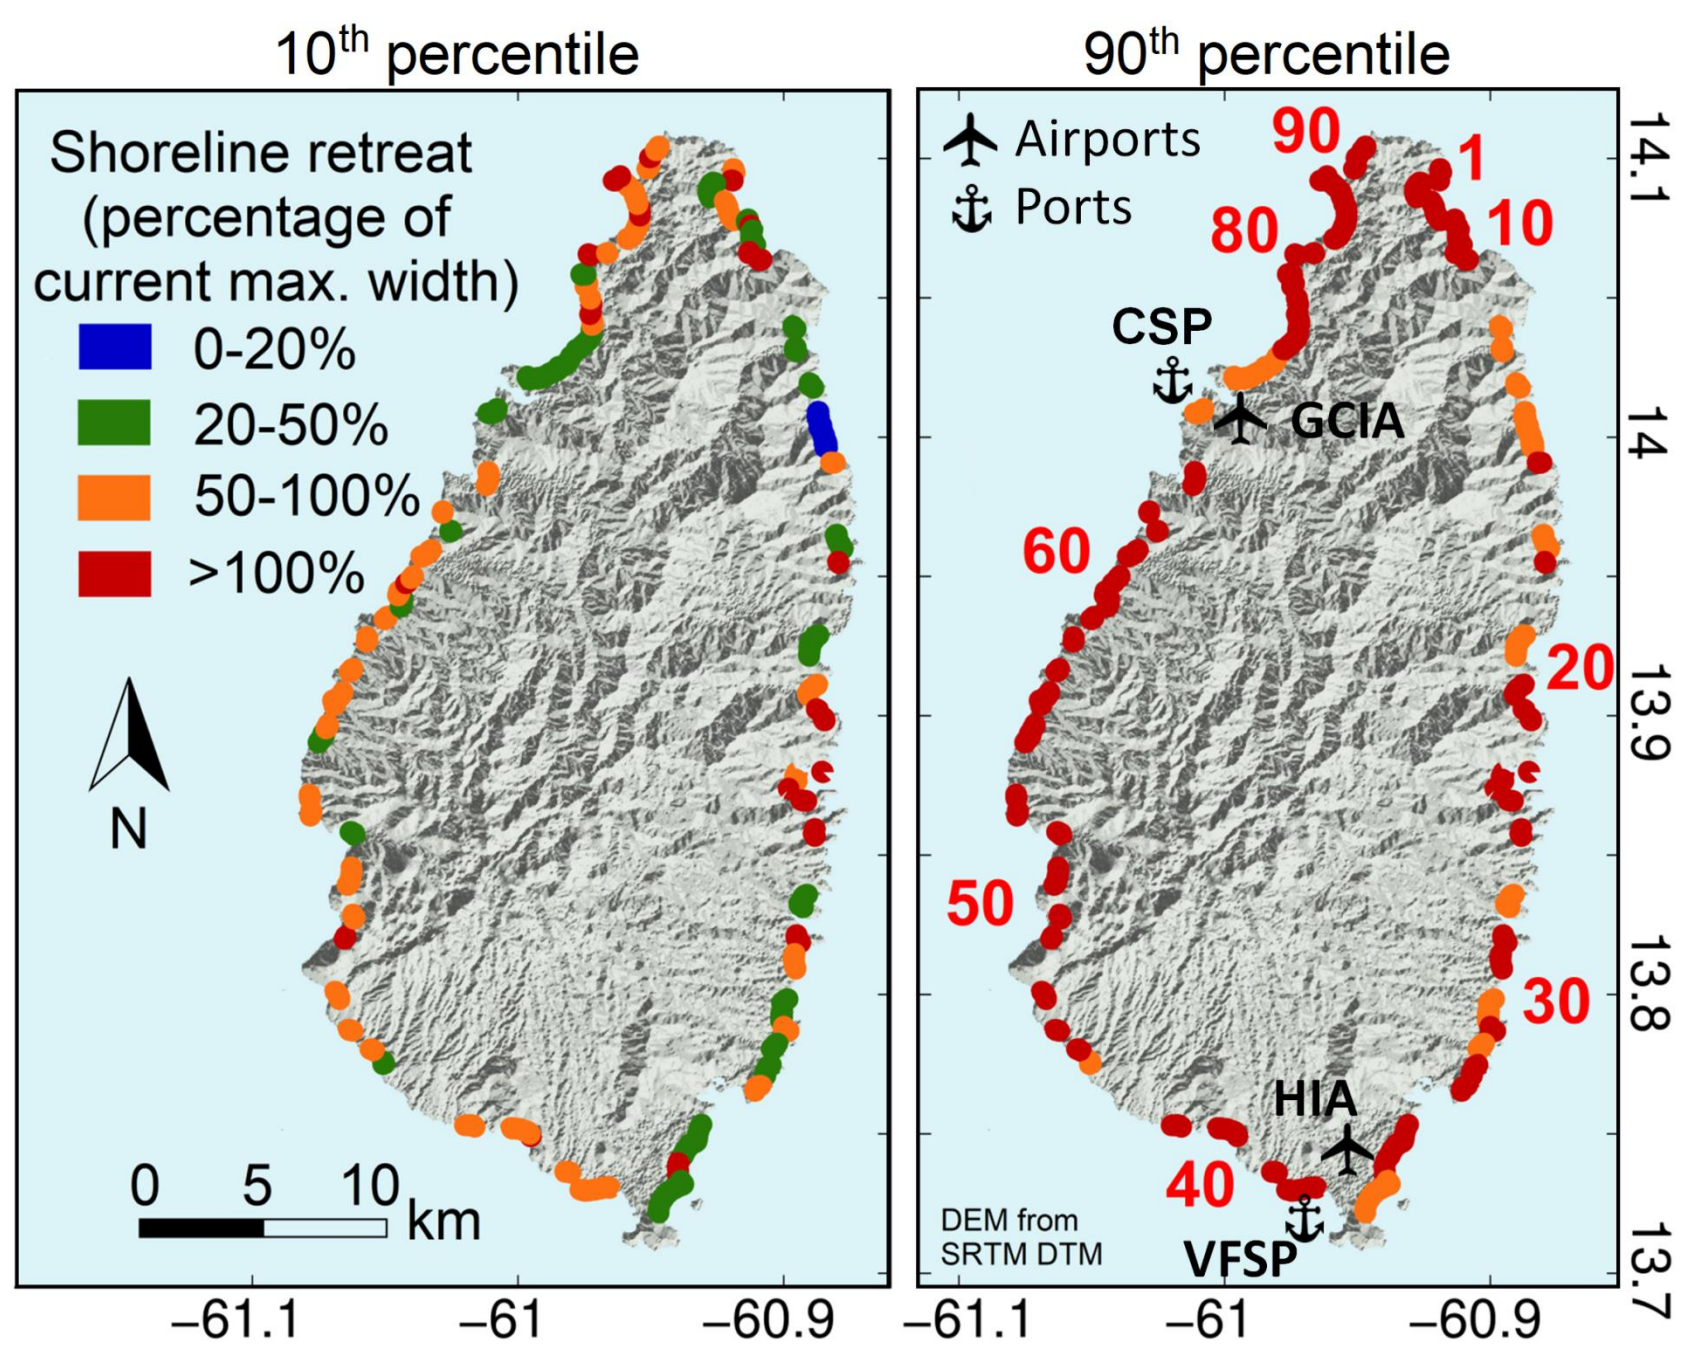 10th percentile
Shoreline retreat
(percentage of
current max. width)
0-20%
20-50%
50-100%
>100%
N
0 5 10
km
−61.1 −61 −60.9
90th percentile
Airports
Ports
90
1
80
10
CSP
GCIA
60
20
50
30
HIA
40
VFSP
DEM from
SRTM DTM
14.1
14
13.9
13.8
13.7
−61.1 −61 −60.9